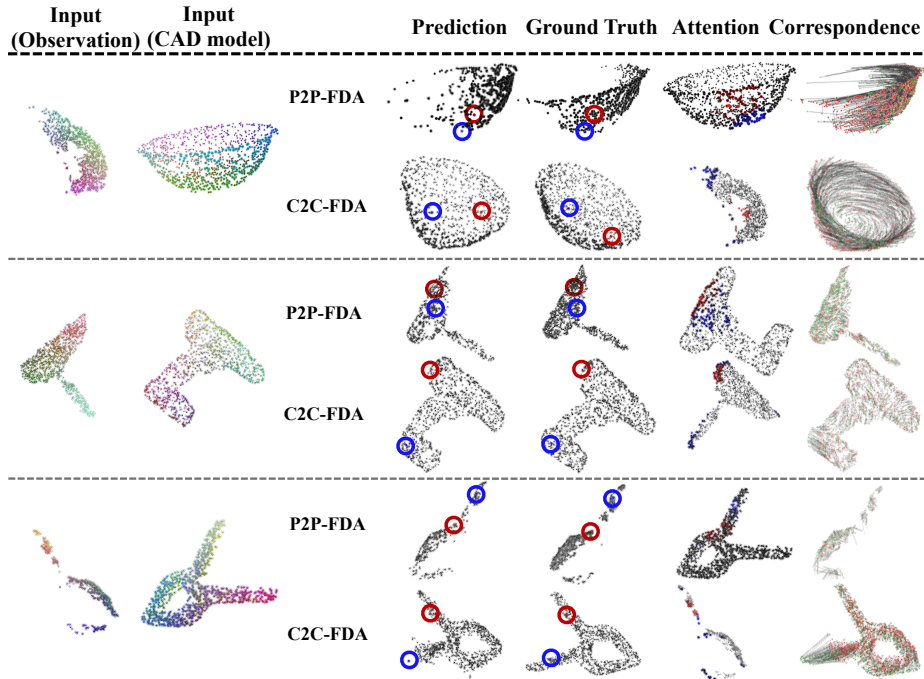 Input (Observation)
Input (CAD model)
Prediction
Ground Truth
Attention
Correspondence
P2P-FDA
C2C-FDA
P2P-FDA
C2C-FDA
P2P-FDA
C2C-FDA